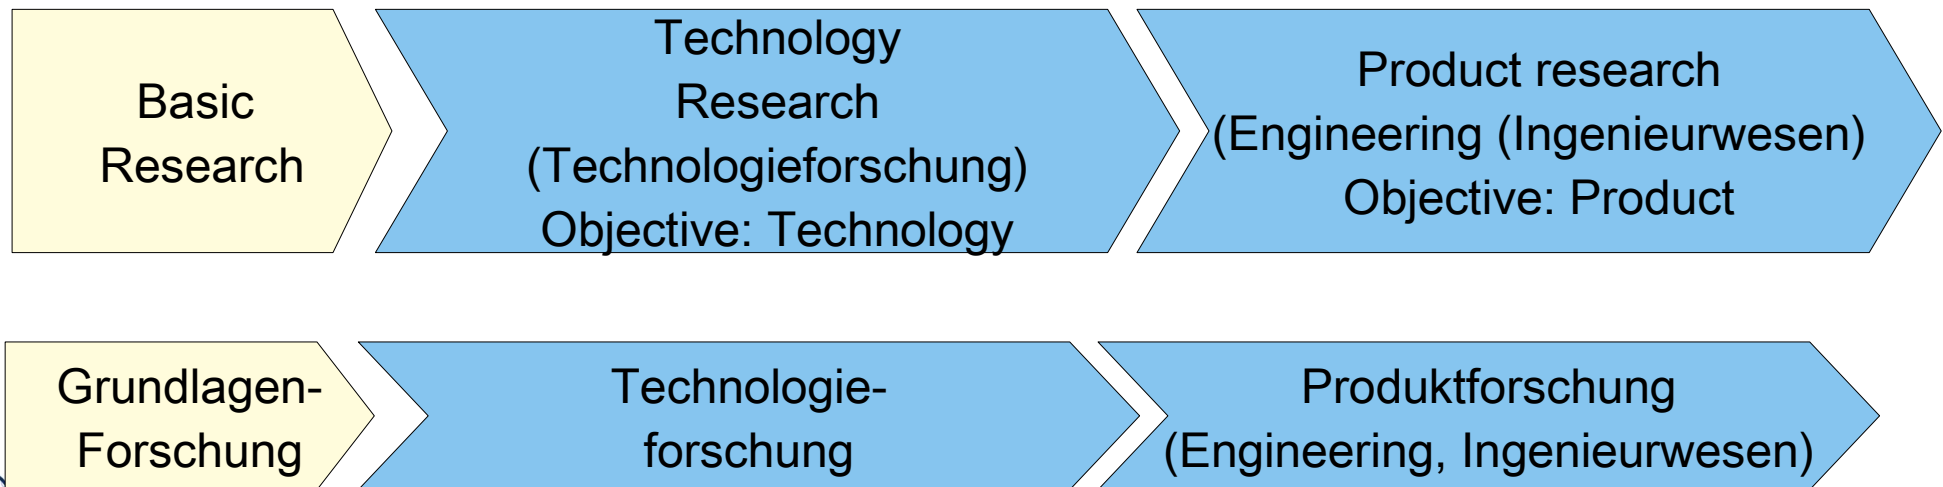 Basic
Research
Technology
Research
(Technologieforschung)
Objective: Technology
Product research
(Engineering (Ingenieurwesen)
Objective: Product
Grundlagen-
Forschung
Technologie-
forschung
Produktforschung
(Engineering, Ingenieurwesen)